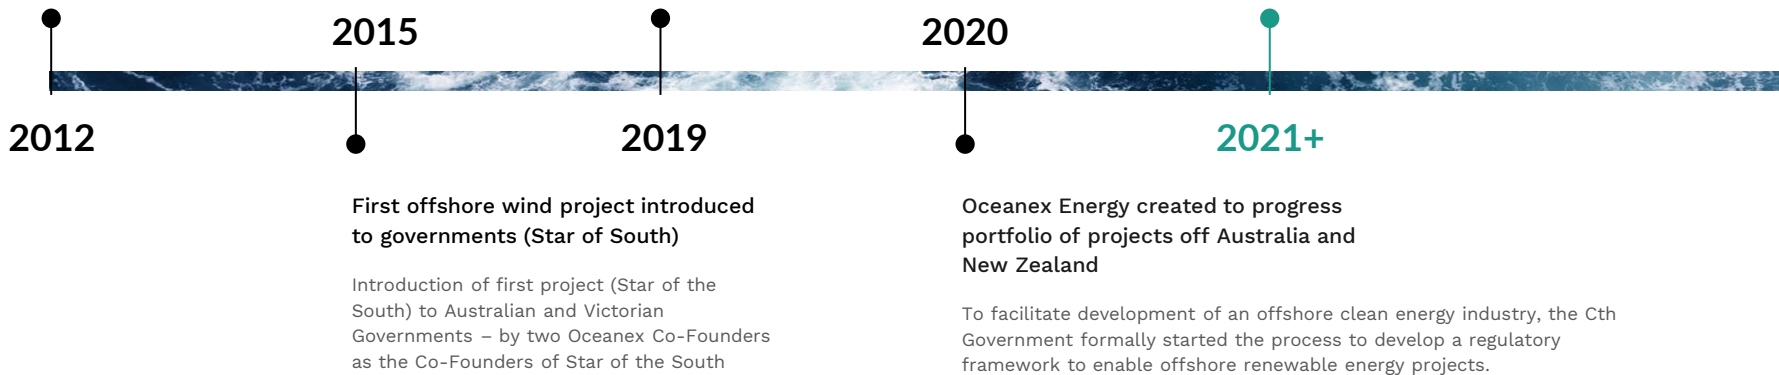 2015
2020
2012
2019
2021+
First offshore wind project introduced
to governments (Star of South)
Introduction of first project (Star of the
South) to Australian and Victorian
Governments – by two Oceanex Co-Founders
as the Co-Founders of Star of the South
Oceanex Energy created to progress
portfolio of projects off Australia and
New Zealand
To facilitate development of an offshore clean energy industry, the Cth
Government formally started the process to develop a regulatory
framework to enable offshore renewable energy projects.